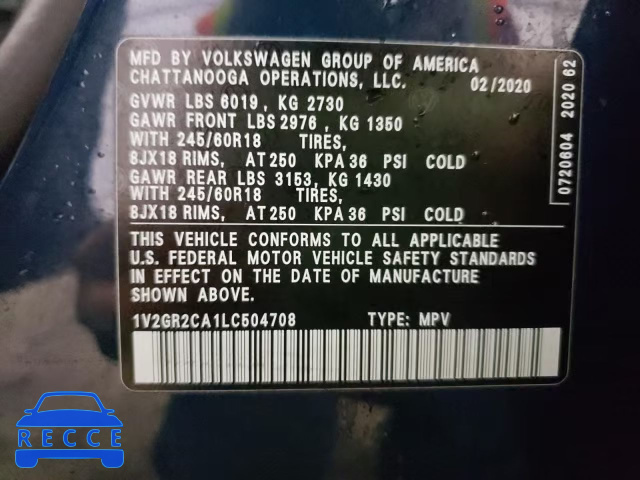 MFD BY VOLKSWAGEN GROUP OF AMERICA
CHATTANOOGA OPERATIONS, LLC. 02/2020
GVWR LBS 6019, KG 2730
GAWR FRONT LBS 2976, KG 1350
WITH 245/60R18 TIRES,
8JX18 RIMS, AT 250 KPA 36 PSI COLD
GAWR REAR LBS 3153, KG 1430
WITH 245/60R18 TIRES,
8JX18 RIMS, AT 250 KPA 36 PSI COLD
THIS VEHICLE CONFORMS TO ALL APPLICABLE
U.S. FEDERAL MOTOR VEHICLE SAFETY STANDARDS
IN EFFECT ON THE DATE OF MANUFACTURE
SHOWN ABOVE.
1V2GR2CA1LC504708 TYPE: MPV
0720604 2020 62
RECCE